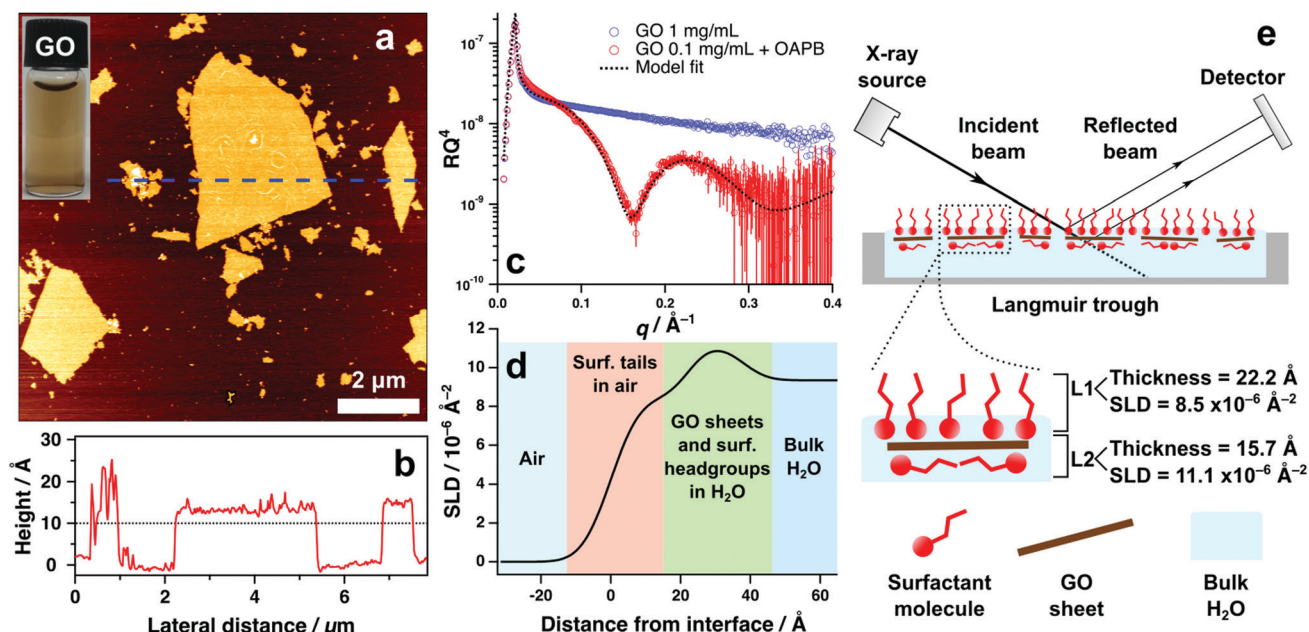 GO
a
2 µm
b
Height / Å
30
20
10
0
0
2
4
6
Lateral distance / µm
GO 1 mg/mL
GO 0.1 mg/mL + OAPB
Model fit
RQ⁴
10⁻⁷
10⁻⁸
10⁻⁹
10⁻¹⁰
c
0.0
0.1
0.2
0.3
0.4
q / Å⁻¹
d
SLD / 10⁻⁶ Å⁻²
12
10
8
6
4
2
0
Air
Surf. tails
in air
GO sheets
and surf.
headgroups
in H₂O
Bulk
H₂O
-20
0
20
40
60
Distance from interface / Å
e
X-ray
source
Incident
beam
Reflected
beam
Detector
Langmuir trough
L1
Thickness = 22.2 Å
SLD = 8.5 x10⁻⁶ Å⁻²
L2
Thickness = 15.7 Å
SLD = 11.1 x10⁻⁶ Å⁻²
Surfactant
molecule
GO
sheet
Bulk
H₂O